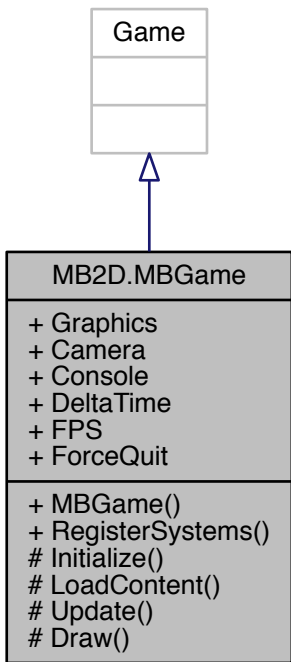 Game
MB2D.MBGame
+ Graphics
+ Camera
+ Console
+ DeltaTime
+ FPS
+ ForceQuit
+ MBGame()
+ RegisterSystems()
# Initialize()
# LoadContent()
# Update()
# Draw()